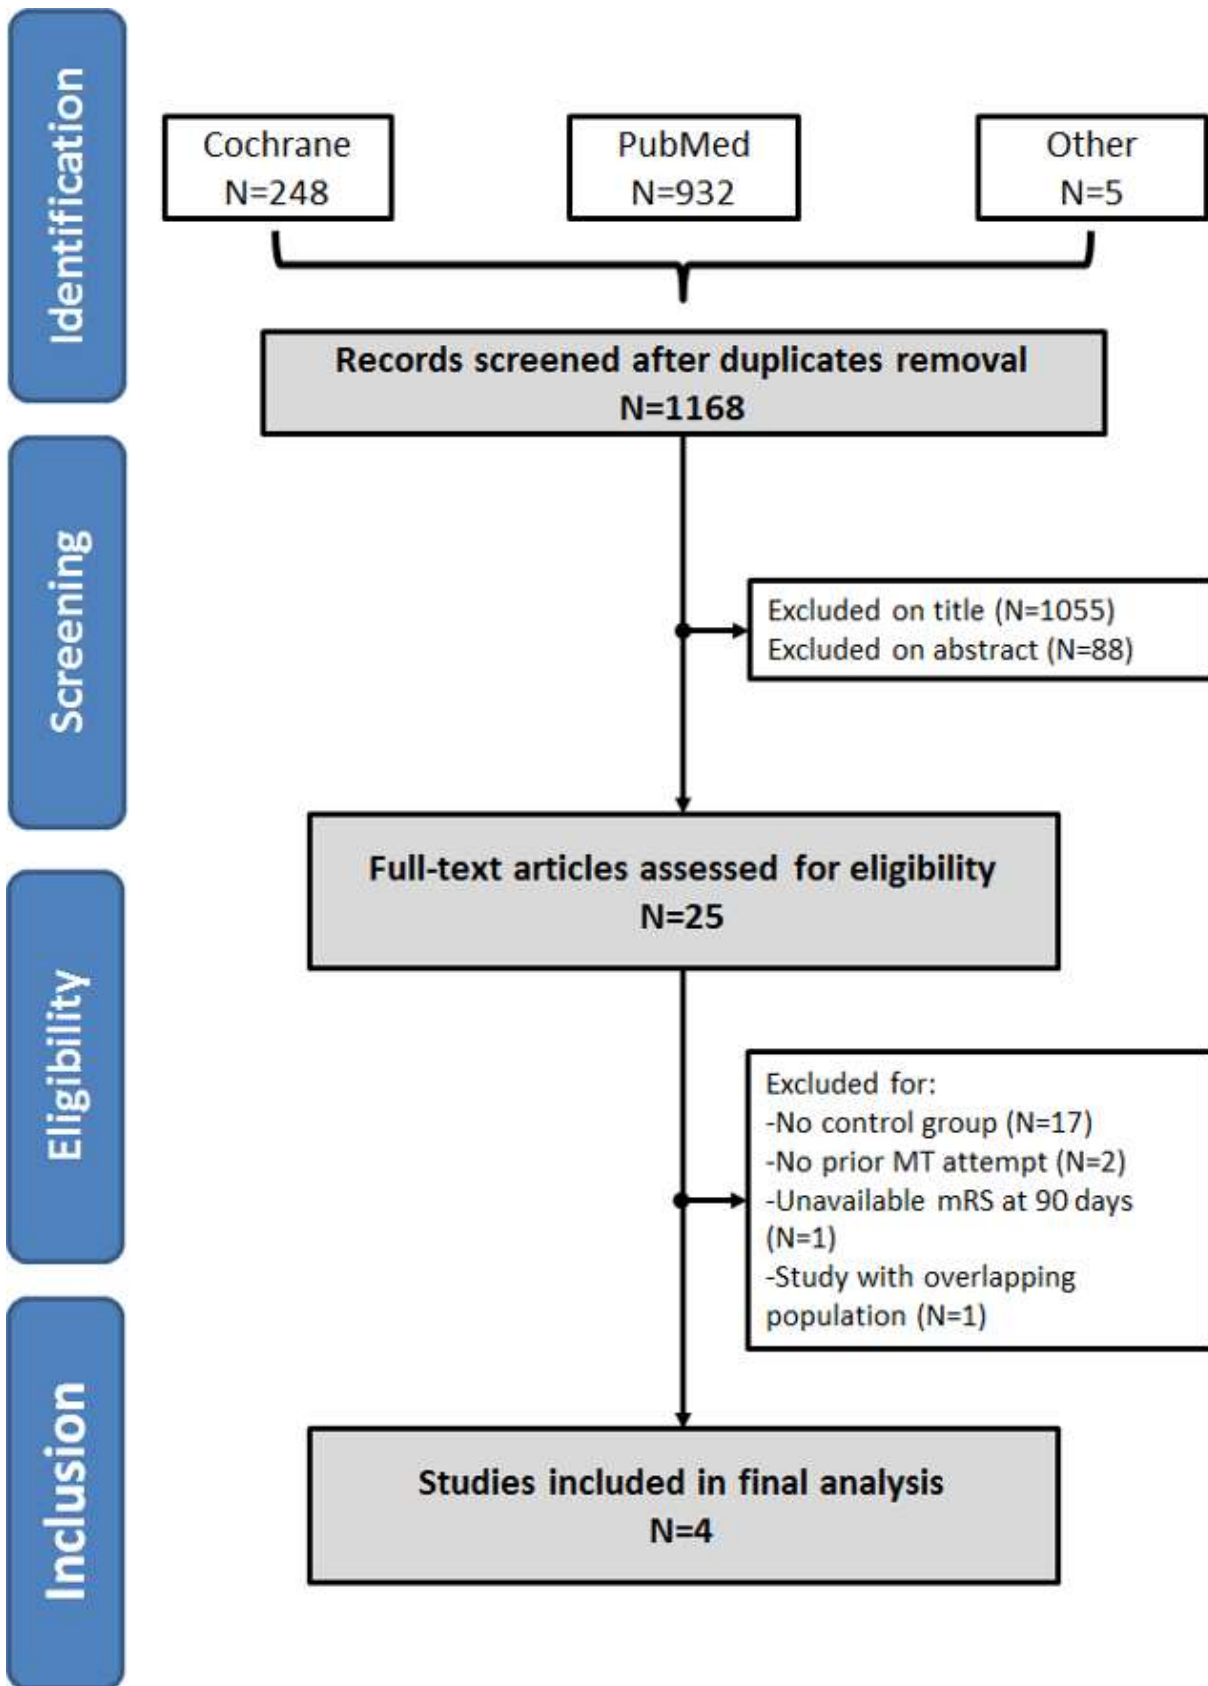 Identification
Cochrane
N=248
PubMed
N=932
Other
N=5
Records screened after duplicates removal
N=1168
Screening
Excluded on title (N=1055)
Excluded on abstract (N=88)
Full-text articles assessed for eligibility
N=25
Eligibility
Excluded for:
-No control group (N=17)
-No prior MT attempt (N=2)
-Unavailable mRS at 90 days
(N=1)
-Study with overlapping
population (N=1)
Inclusion
Studies included in final analysis
N=4